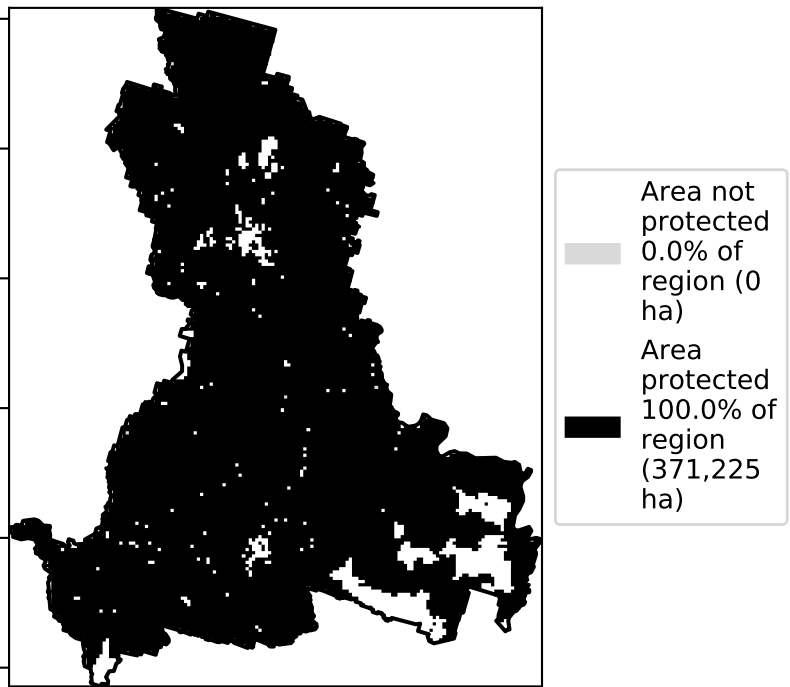 Area not
protected
0.0% of
region (0
ha)
Area
protected
100.0% of
region
(371,225
ha)